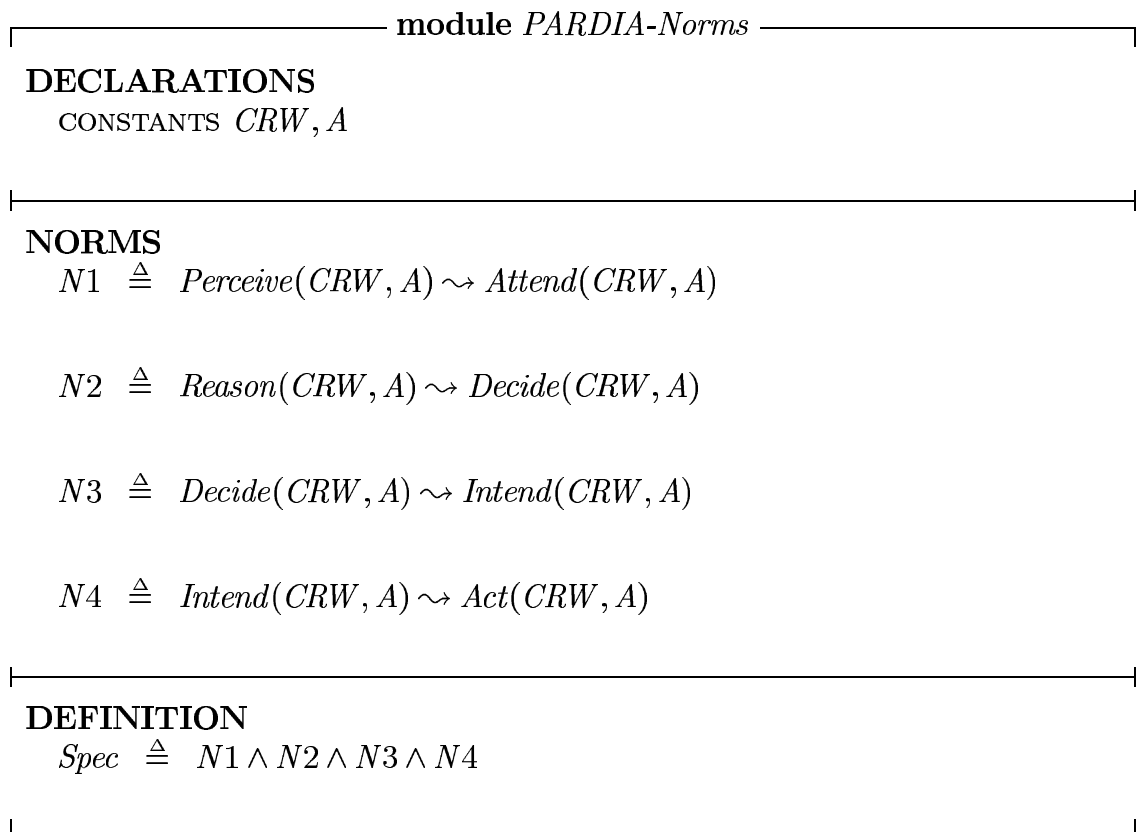 module PARDIA-Norms
DECLARATIONS
CONSTANTS CRW, A
NORMS
N1 ≜ Perceive(CRW, A) ⇝ Attend(CRW, A)
N2 ≜ Reason(CRW, A) ⇝ Decide(CRW, A)
N3 ≜ Decide(CRW, A) ⇝ Intend(CRW, A)
N4 ≜ Intend(CRW, A) ⇝ Act(CRW, A)
DEFINITION
Spec ≜ N1 ∧ N2 ∧ N3 ∧ N4